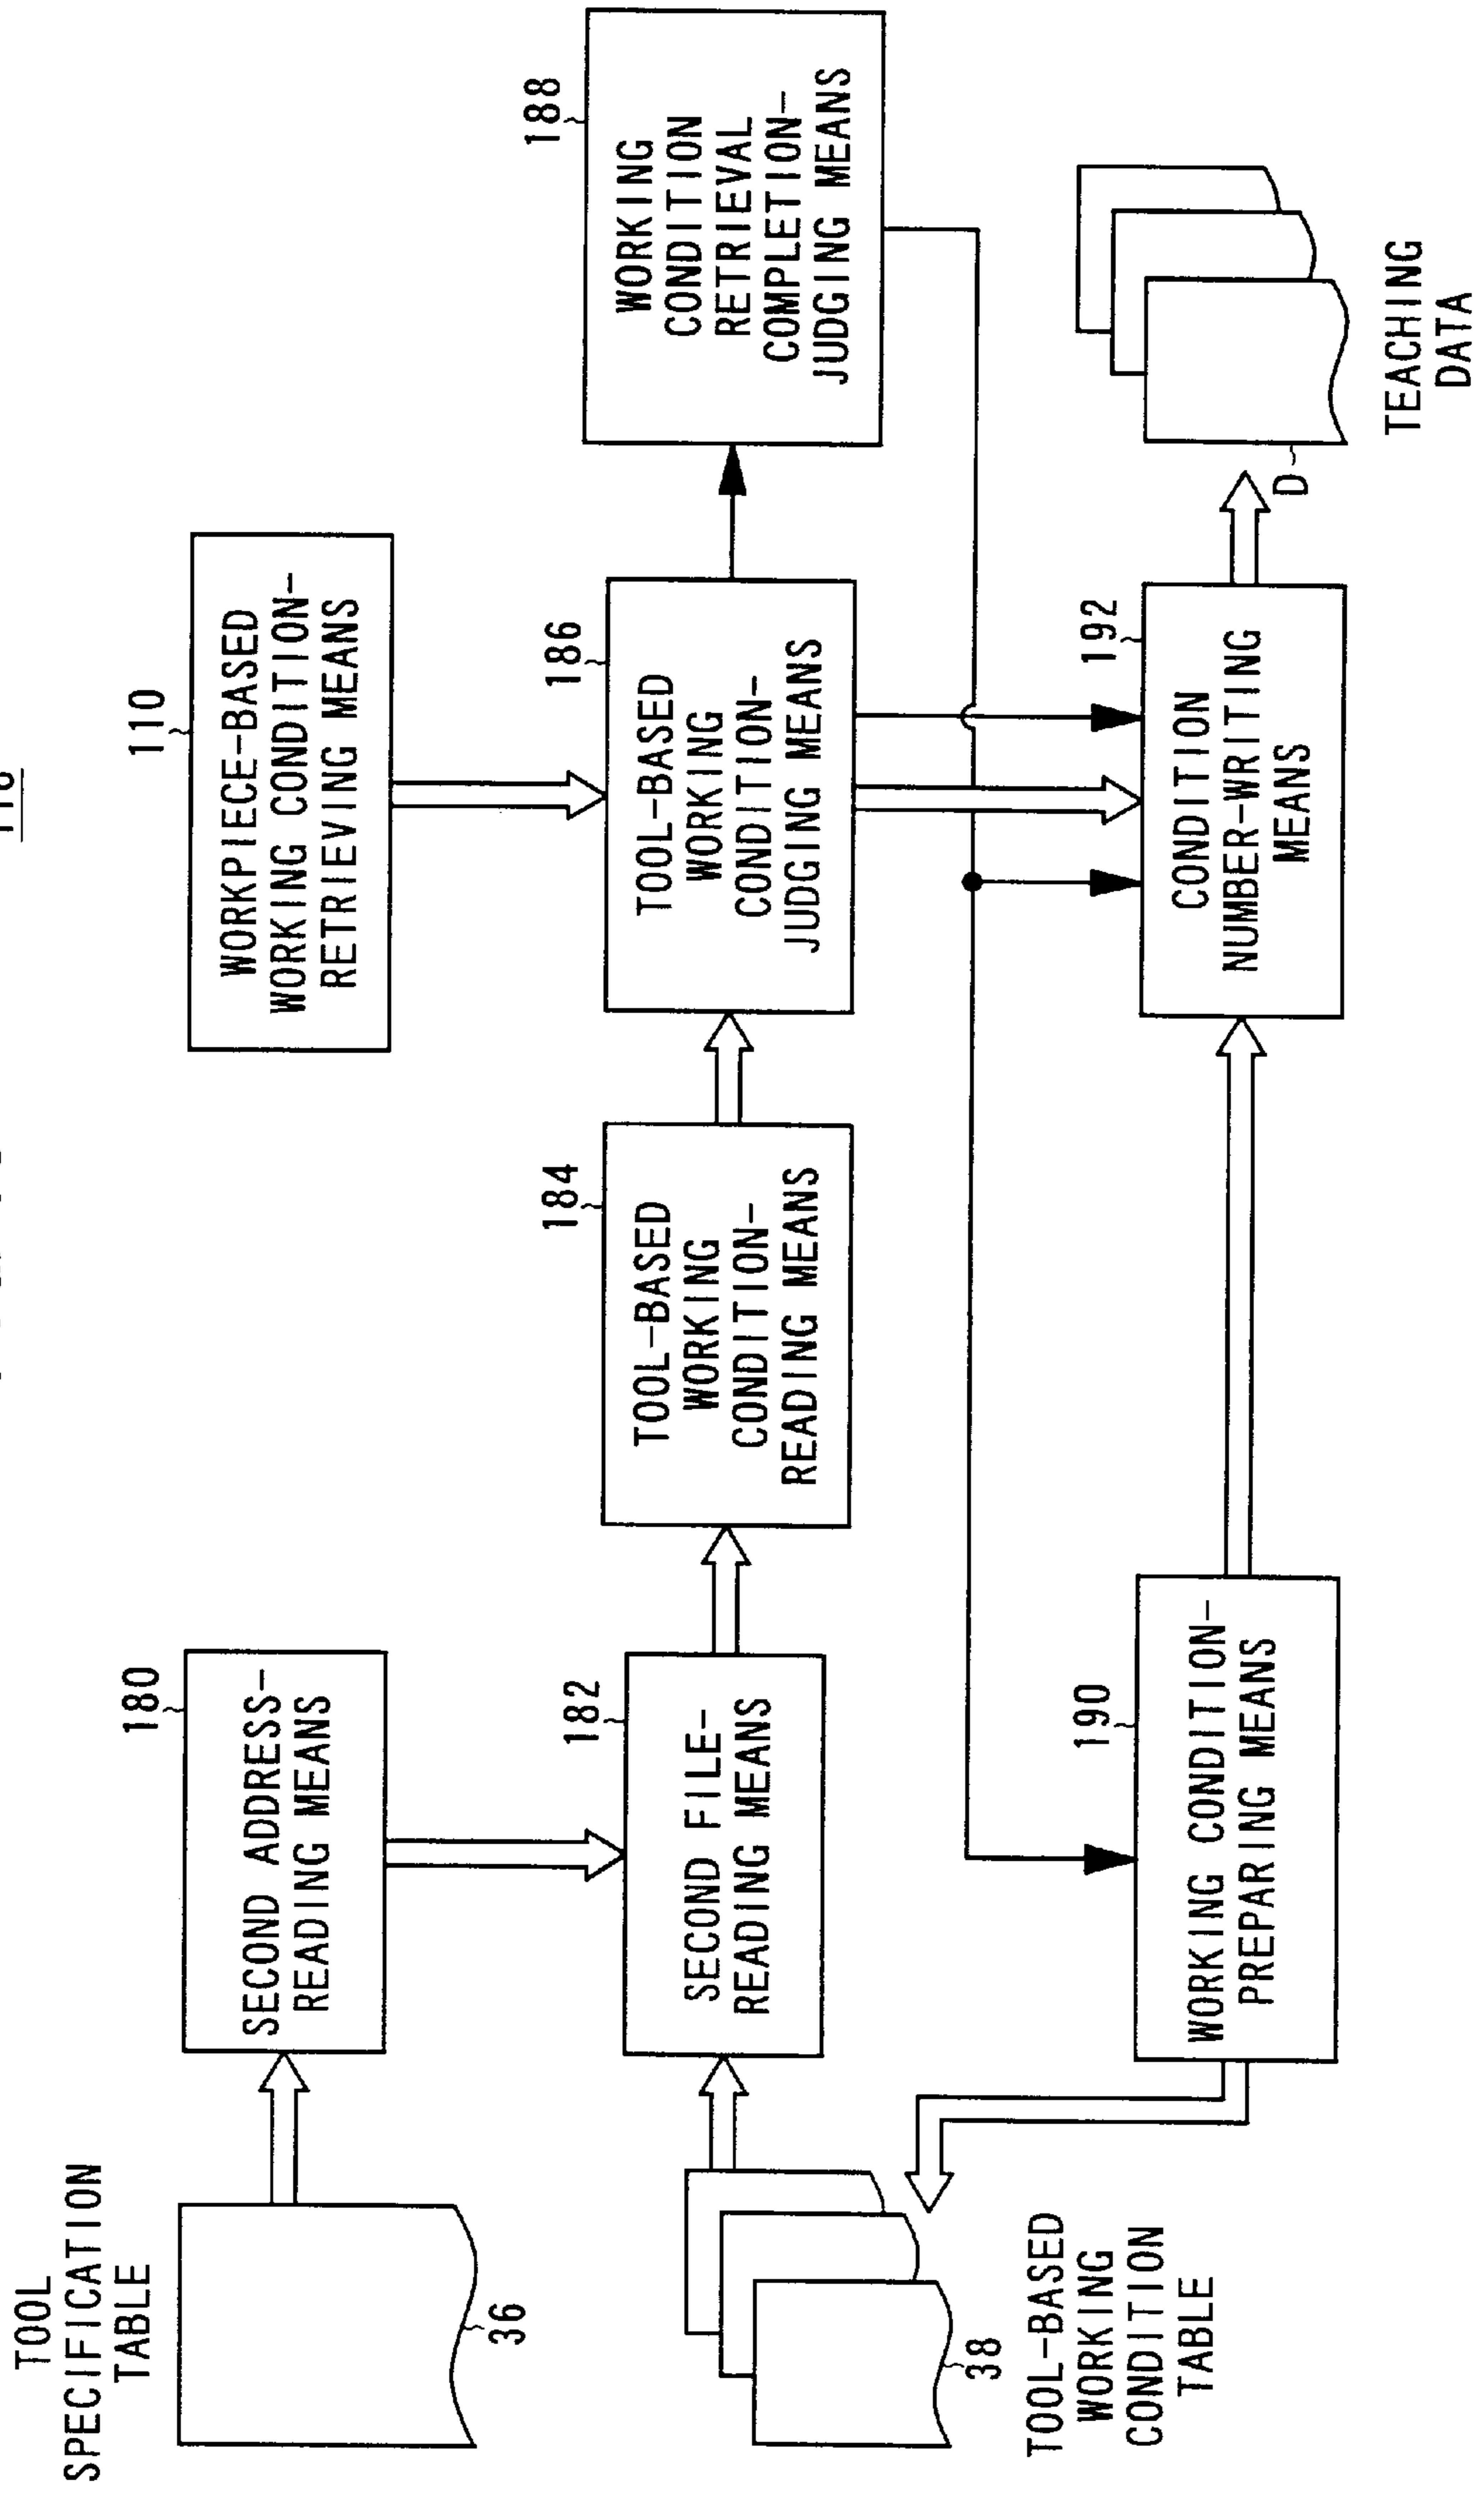 110
WORKPIECE-BASED
WORKING CONDITION-
RETRIEVING MEANS
TOOL
SPECIFICATION
TABLE
36
180
SECOND ADDRESS-
READING MEANS
182
SECOND FILE-
READING MEANS
184
TOOL-BASED
WORKING
CONDITION-
READING MEANS
186
TOOL-BASED
WORKING
CONDITION-
JUDGING MEANS
188
WORKING
CONDITION
RETRIEVAL
COMPLETION-
JUDGING MEANS
38
TOOL-BASED
WORKING
CONDITION
TABLE
190
WORKING CONDITION-
PREPARING MEANS
192
CONDITION
NUMBER-WRITING
MEANS
D
TEACHING
DATA